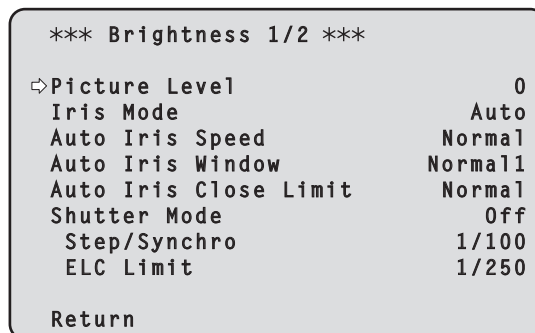 *** Brightness 1/2 ***
⇨Picture Level 0
Iris Mode Auto
Auto Iris Speed Normal
Auto Iris Window Normal1
Auto Iris Close Limit Normal
Shutter Mode Off
Step/Synchro 1/100
ELC Limit 1/250
Return